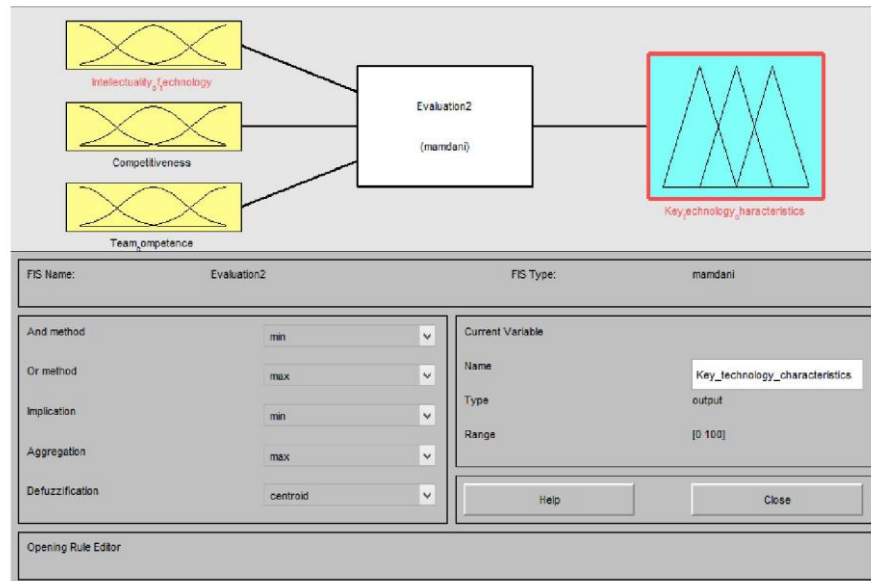 Intellectuality_of_technology
Evaluation2
(mamdani)
Competitiveness
Team_competence
Key_technology_characteristics
FIS Name:
Evaluation2
FIS Type:
mamdani
And method
min
Or method
max
Implication
min
Aggregation
max
Defuzzification
centroid
Current Variable
Name
Key_technology_characteristics
Type
output
Range
[0 100]
Help
Close
Opening Rule Editor